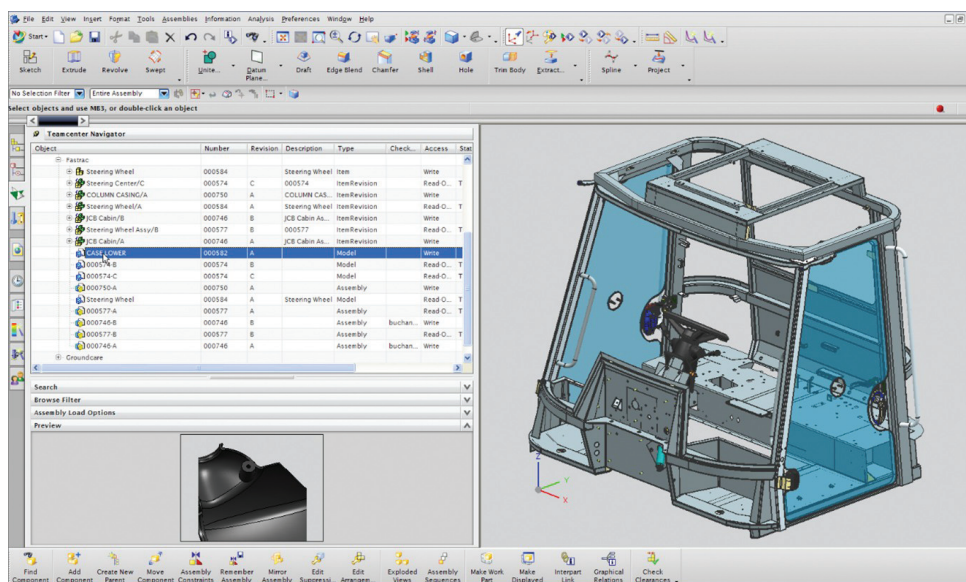 File Edit View Insert Format Tools Assemblies Information Analysis Preferences Window Help
Start
Sketch Extrude Revolve Swept Unite... Datum Plane... Draft Edge Blend Chamfer Shell Hole Trim Body Extract... Spline Project
No Selection Filter Entire Assembly
Select objects and use MB3, or double-click an object
Teamcenter Navigator
Object Number Revision Description Type Check... Access Stat
Fastrac
Steering Wheel 000584 Steering Wheel Item Write
Steering Center/C 000574 C 000574 ItemRevision Read-O... T
COLUMN CASING/A 000750 A COLUMN CAS... ItemRevision Write
Steering Wheel/A 000584 A Steering Wheel ItemRevision Read-O... T
JCB Cabin/B 000746 B JCB Cabin As... ItemRevision Write
Steering Wheel Assy/B 000577 B 000577 ItemRevision Read-O... T
JCB Cabin/A 000746 A JCB Cabin As... ItemRevision Write
CASE LOWER 000582 A Model Write
000574-B 000574 B Model Read-O... T
000574-C 000574 C Model Read-O... T
000750-A 000750 A Assembly Write
Steering Wheel 000584 A Steering Wheel Model Read-O... T
000577-A 000577 A Assembly Read-O... T
000746-B 000746 B Assembly buchan... Write
000577-B 000577 B Assembly Read-O... T
000746-A 000746 A Assembly buchan... Write
Groundcare
Search
Browse Filter
Assembly Load Options
Preview
Z
Y
X
Find Component Add Component Create New Parent Move Component Assembly Constraints Remember Assembly Mirror Assembly Edit Suppressi... Edit Arrangem... Exploded Views Assembly Sequences Make Work Part Make Displayed Interpart Link Graphical Relations Check Clearances